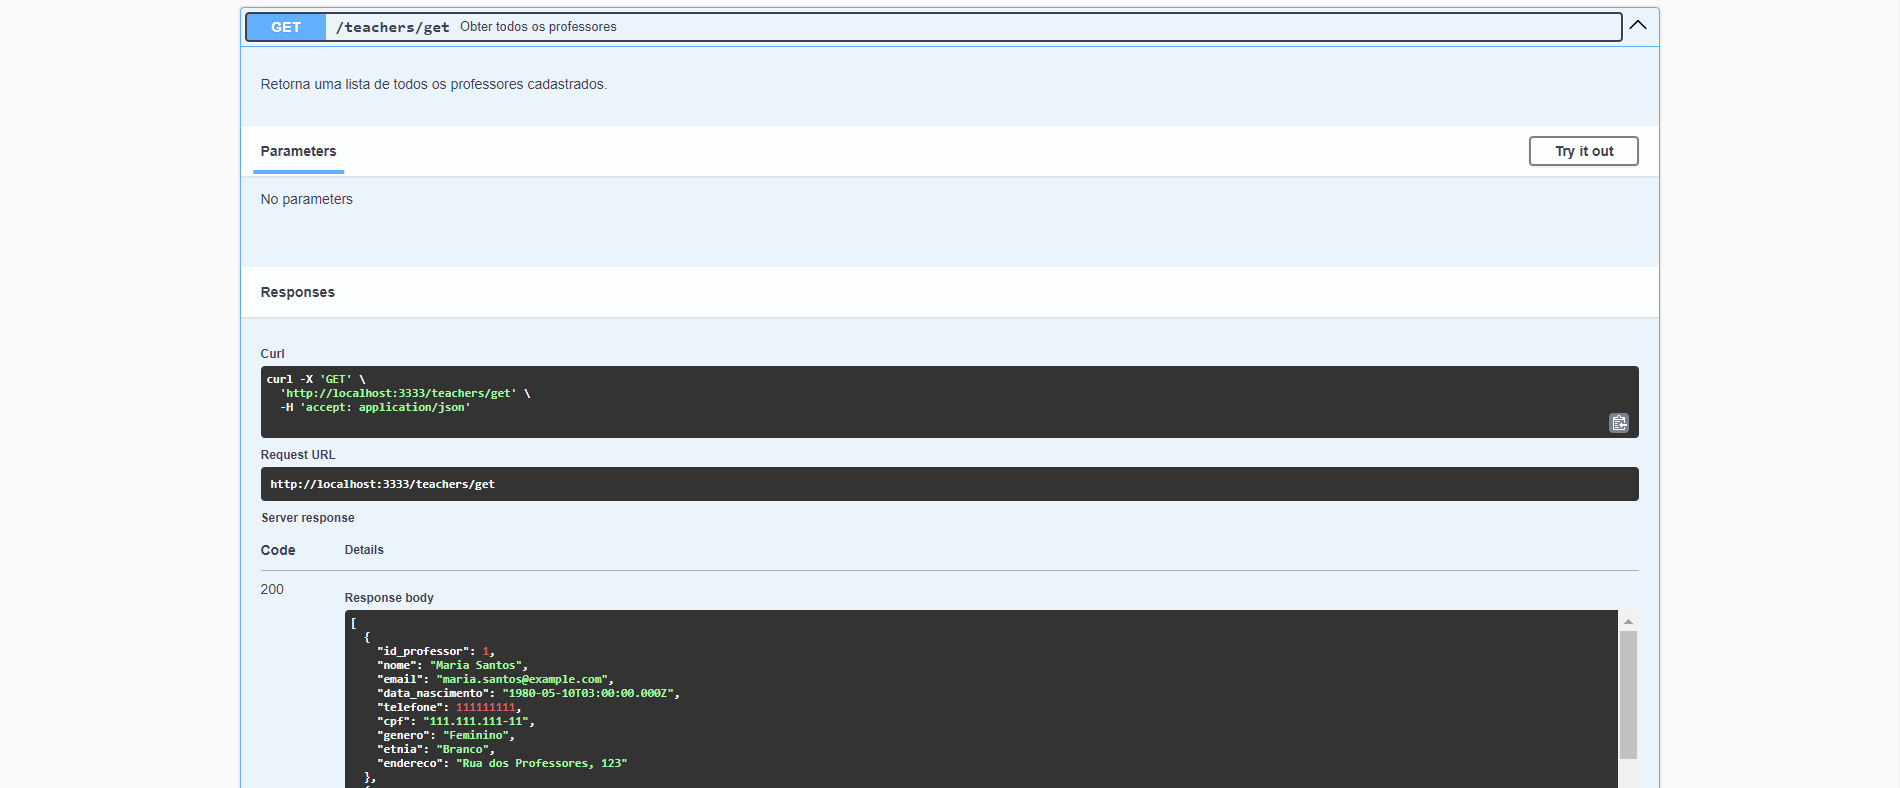 GET /teachers/get Obter todos os professores
Retorna uma lista de todos os professores cadastrados.
Parameters
Try it out
No parameters
Responses
Curl
curl -X 'GET' \
'http://localhost:3333/teachers/get' \
-H 'accept: application/json'
Request URL
http://localhost:3333/teachers/get
Server response
Code Details
200
Response body
[
{
"id_professor": 1,
"nome": "Maria Santos",
"email": "maria.santos@example.com",
"data_nascimento": "1980-05-10T03:00:00.000Z",
"telefone": 111111111,
"cpf": "111.111.111-11",
"genero": "Feminino",
"etnia": "Branco",
"endereco": "Rua dos Professores, 123"
},
{